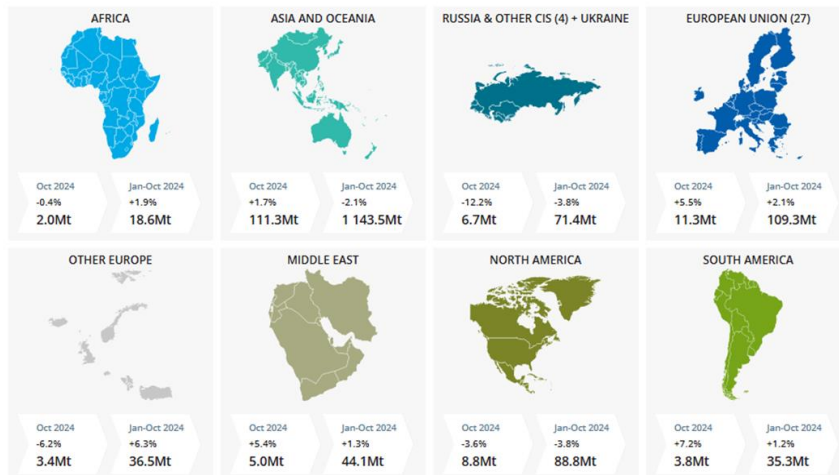 AFRICA
Oct 2024
-0.4%
2.0Mt
Jan-Oct 2024
+1.9%
18.6Mt
ASIA AND OCEANIA
Oct 2024
+1.7%
111.3Mt
Jan-Oct 2024
-2.1%
1 143.5Mt
RUSSIA & OTHER CIS (4) + UKRAINE
Oct 2024
-12.2%
6.7Mt
Jan-Oct 2024
-3.8%
71.4Mt
EUROPEAN UNION (27)
Oct 2024
+5.5%
11.3Mt
Jan-Oct 2024
+2.1%
109.3Mt
OTHER EUROPE
Oct 2024
-6.2%
3.4Mt
Jan-Oct 2024
+6.3%
36.5Mt
MIDDLE EAST
Oct 2024
+5.4%
5.0Mt
Jan-Oct 2024
+1.3%
44.1Mt
NORTH AMERICA
Oct 2024
-3.6%
8.8Mt
Jan-Oct 2024
-3.8%
88.8Mt
SOUTH AMERICA
Oct 2024
+7.2%
3.8Mt
Jan-Oct 2024
+1.2%
35.3Mt